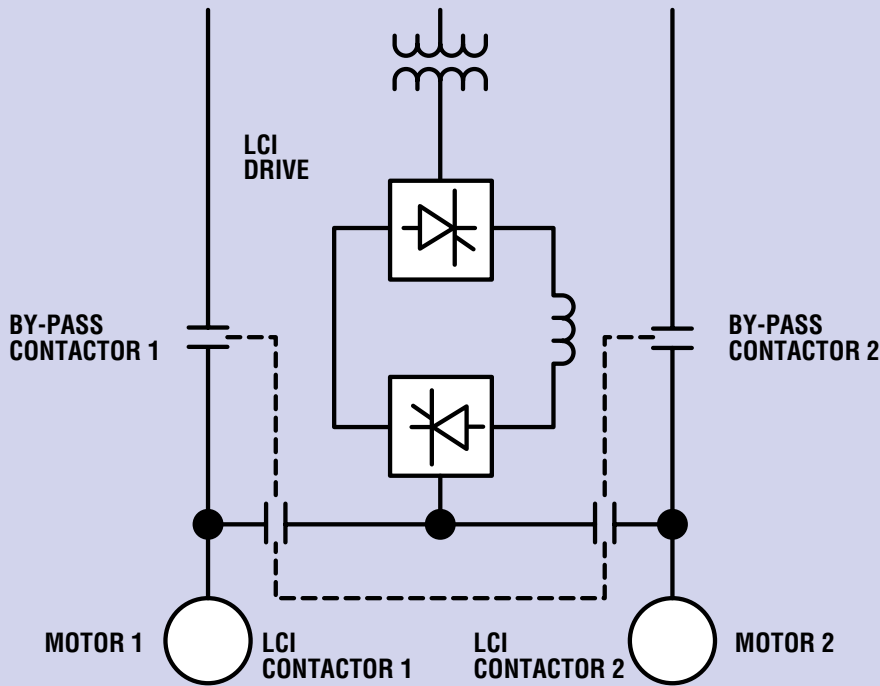 LCI
DRIVE
BY-PASS
CONTACTOR 1
BY-PASS
CONTACTOR 2
MOTOR 1
LCI
CONTACTOR 1
LCI
CONTACTOR 2
MOTOR 2